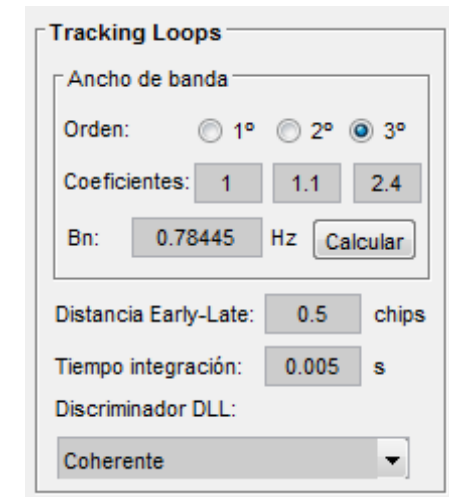 Tracking Loops
Ancho de banda
Orden: 1º 2º 3º
Coeficientes: 1 1.1 2.4
Bn: 0.78445 Hz Calcular
Distancia Early-Late: 0.5 chips
Tiempo integración: 0.005 s
Discriminador DLL:
Coherente